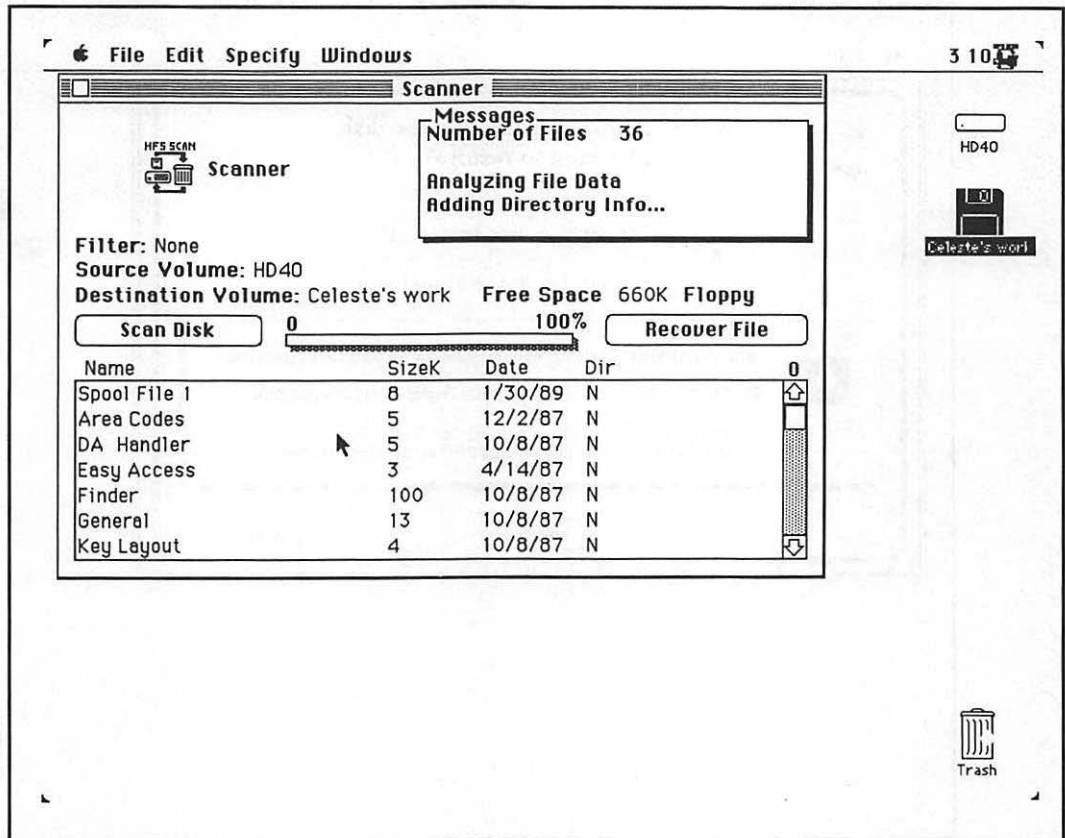 File Edit Specify Windows 3 10
Scanner
HFS SCAN
Scanner
Messages
Number of Files 36
Analyzing File Data
Adding Directory Info...
HD40
Celeste's work
Filter: None
Source Volume: HD40
Destination Volume: Celeste's work Free Space 660K Floppy
Scan Disk 0 100% Recover File
Name SizeK Date Dir 0
Spool File 1 8 1/30/89 N
Area Codes 5 12/2/87 N
DA Handler 5 10/8/87 N
Easy Access 3 4/14/87 N
Finder 100 10/8/87 N
General 13 10/8/87 N
Key Layout 4 10/8/87 N
Trash